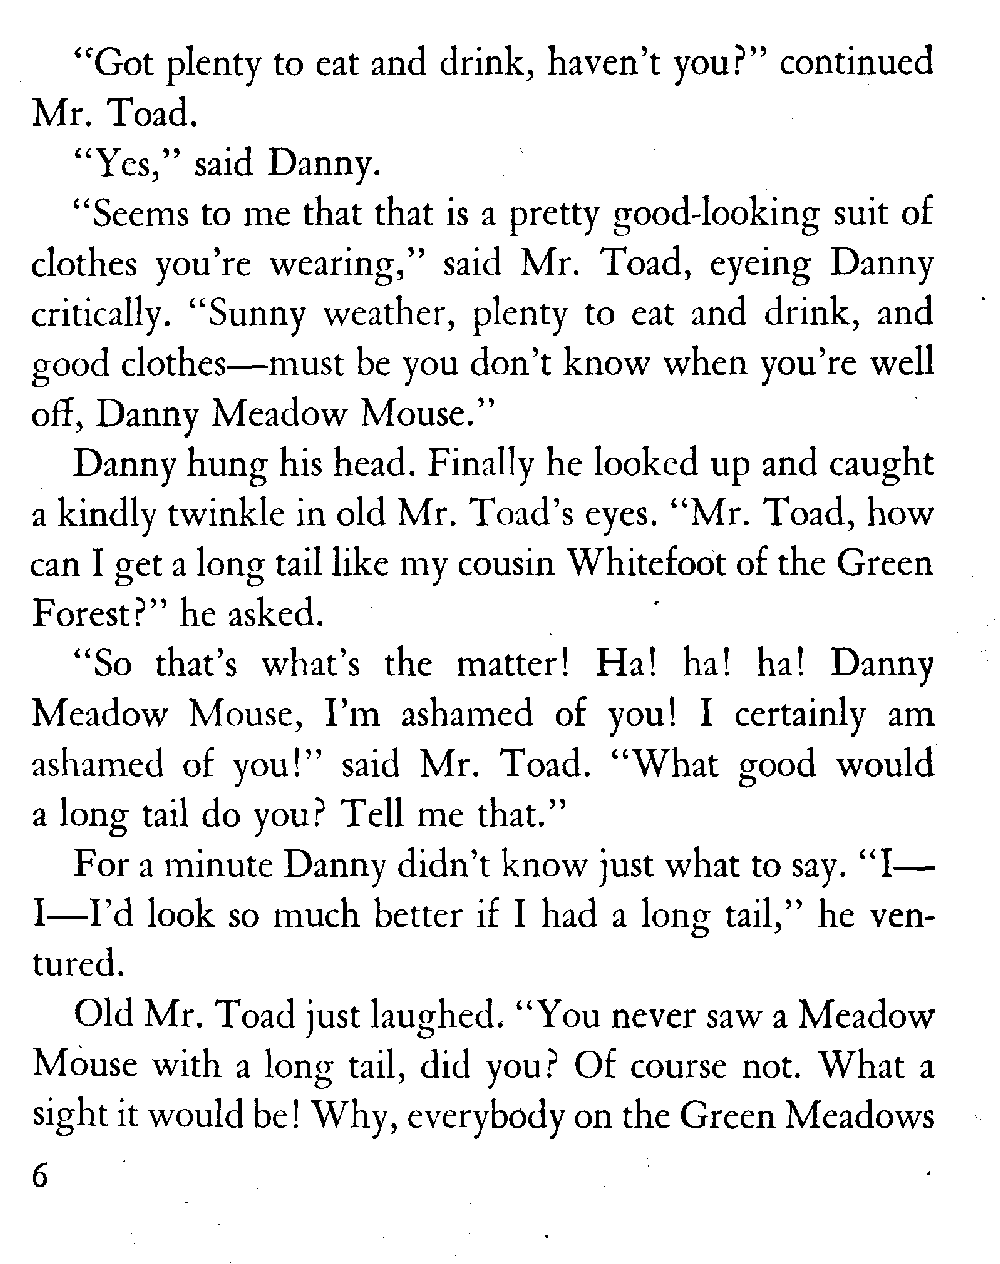 “Got plenty to eat and drink, haven’t you?” continued
Mr. Toad.
“Yes,” said Danny.
“Seems to me that that is a pretty good-looking suit of
clothes you’re wearing,” said Mr. Toad, eyeing Danny
critically. “Sunny weather, plenty to eat and drink, and
good clothes—must be you don’t know when you’re well
off, Danny Meadow Mouse.”
Danny hung his head. Finally he looked up and caught
a kindly twinkle in old Mr. Toad’s eyes. “Mr. Toad, how
can I get a long tail like my cousin Whitefoot of the Green
Forest?” he asked.
“So that’s what’s the matter! Ha! ha! ha! Danny
Meadow Mouse, I’m ashamed of you! I certainly am
ashamed of you!” said Mr. Toad. “What good would
a long tail do you? Tell me that.”
For a minute Danny didn’t know just what to say. “I—
I—I’d look so much better if I had a long tail,” he ven-
tured.
Old Mr. Toad just laughed. “You never saw a Meadow
Mouse with a long tail, did you? Of course not. What a
sight it would be! Why, everybody on the Green Meadows
6